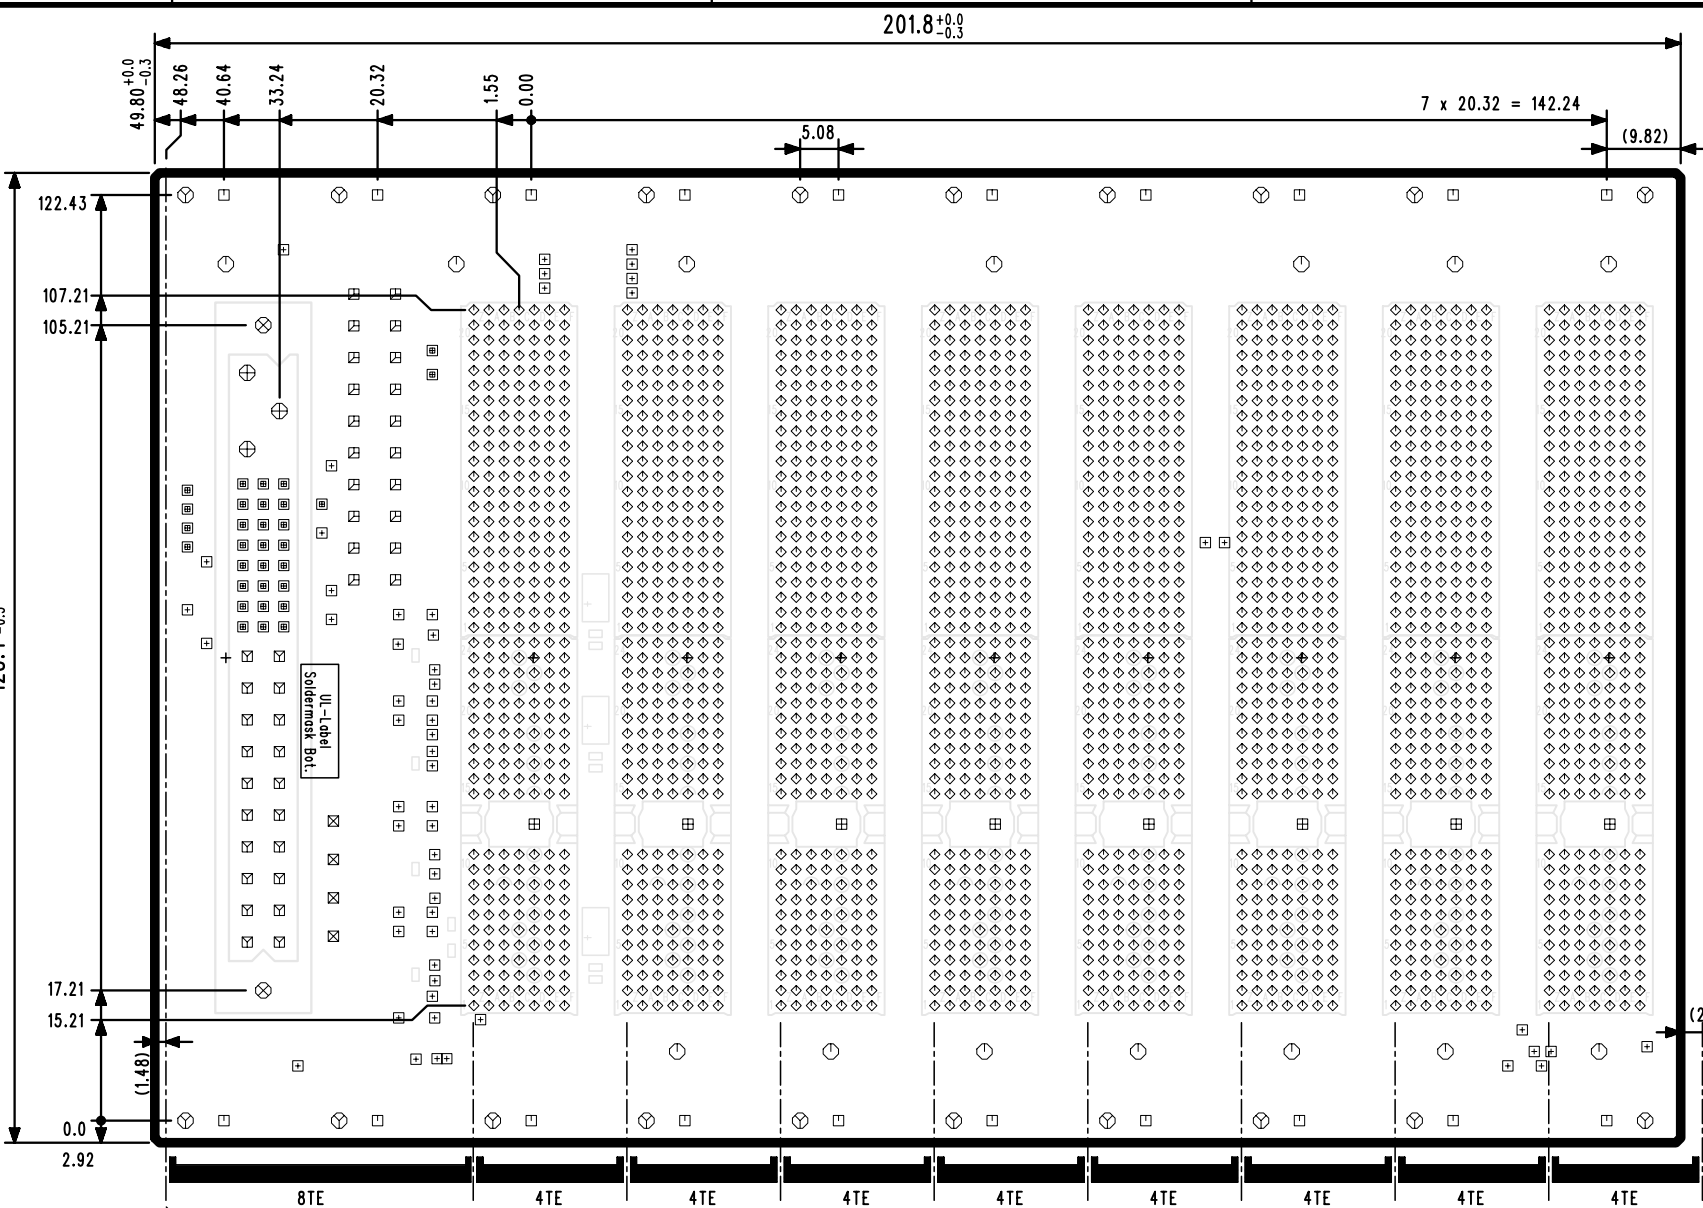 201.8 +0.0 -0.3
49.80 +0.0 -0.3
48.26
40.64
33.24
20.32
1.55
0.00
7 x 20.32 = 142.24
5.08
(9.82)
122.43
107.21
105.21
UL-Label
Soldermask Bot.
17.21
15.21
(1.48)
(2
0.0
2.92
8TE
4TE
4TE
4TE
4TE
4TE
4TE
4TE
4TE